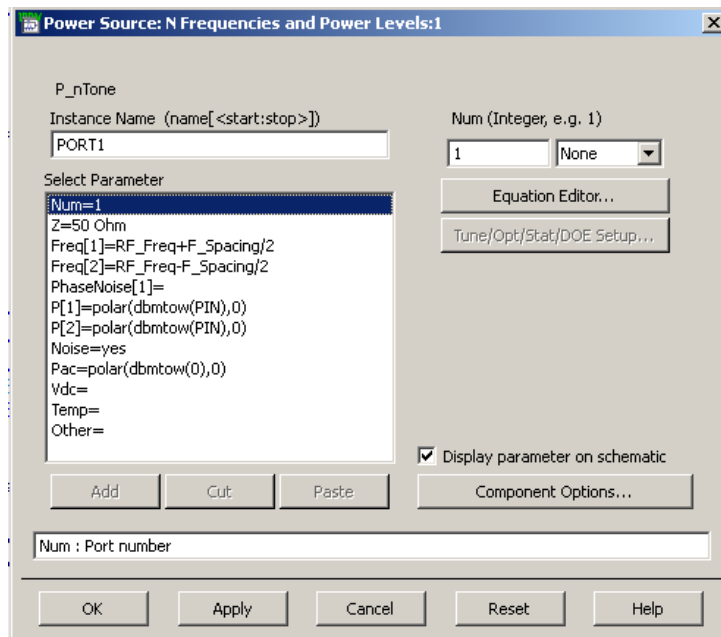 Power Source: N Frequencies and Power Levels:1
P_nTone
Instance Name (name[<start:stop>])
PORT1
Num (Integer, e.g. 1)
1
None
Select Parameter
Num=1
Z=50 Ohm
Freq[1]=RF_Freq+F_Spacing/2
Freq[2]=RF_Freq-F_Spacing/2
PhaseNoise[1]=
P[1]=polar(dbmtow(PIN),0)
P[2]=polar(dbmtow(PIN),0)
Noise=yes
Pac=polar(dbmtow(0),0)
Vdc=
Temp=
Other=
Equation Editor...
Tune/Opt/Stat/DOE Setup...
Display parameter on schematic
Add
Cut
Paste
Component Options...
Num : Port number
OK
Apply
Cancel
Reset
Help